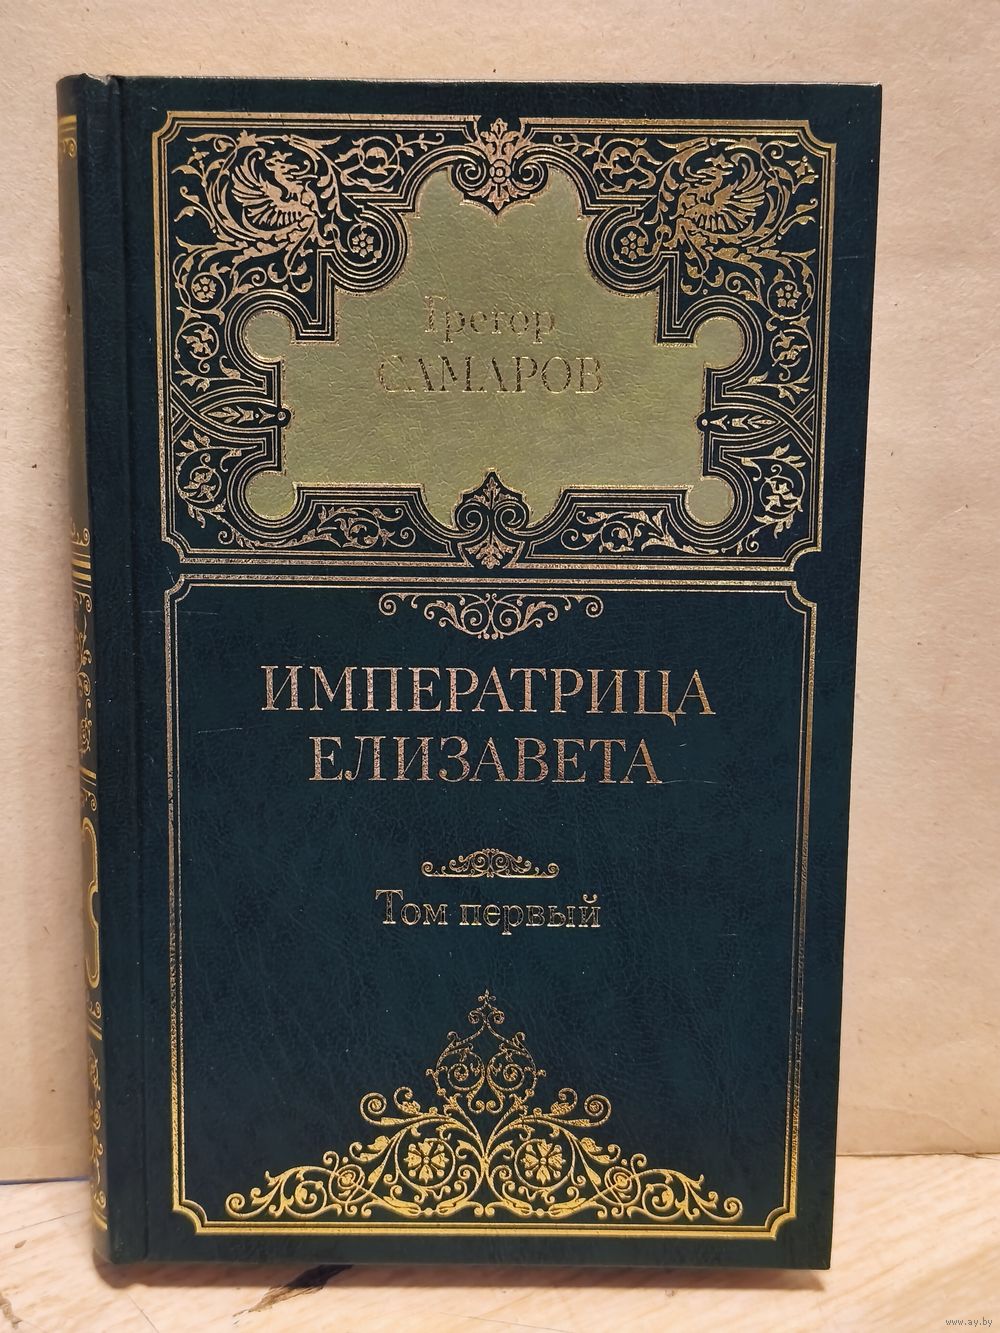 Грегор
САМАРОВ
ИМПЕРАТРИЦА
ЕЛИЗАВЕТА
Том первый
www.ay.by